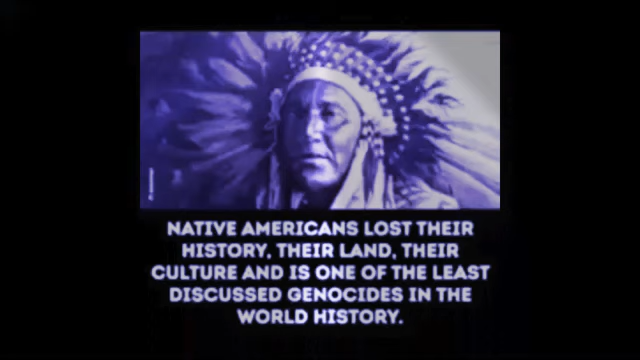 NATIVE AMERICANS LOST THEIR
HISTORY, THEIR LAND, THEIR
CULTURE AND IS ONE OF THE LEAST
DISCUSSED GENOCIDES IN THE
WORLD HISTORY.